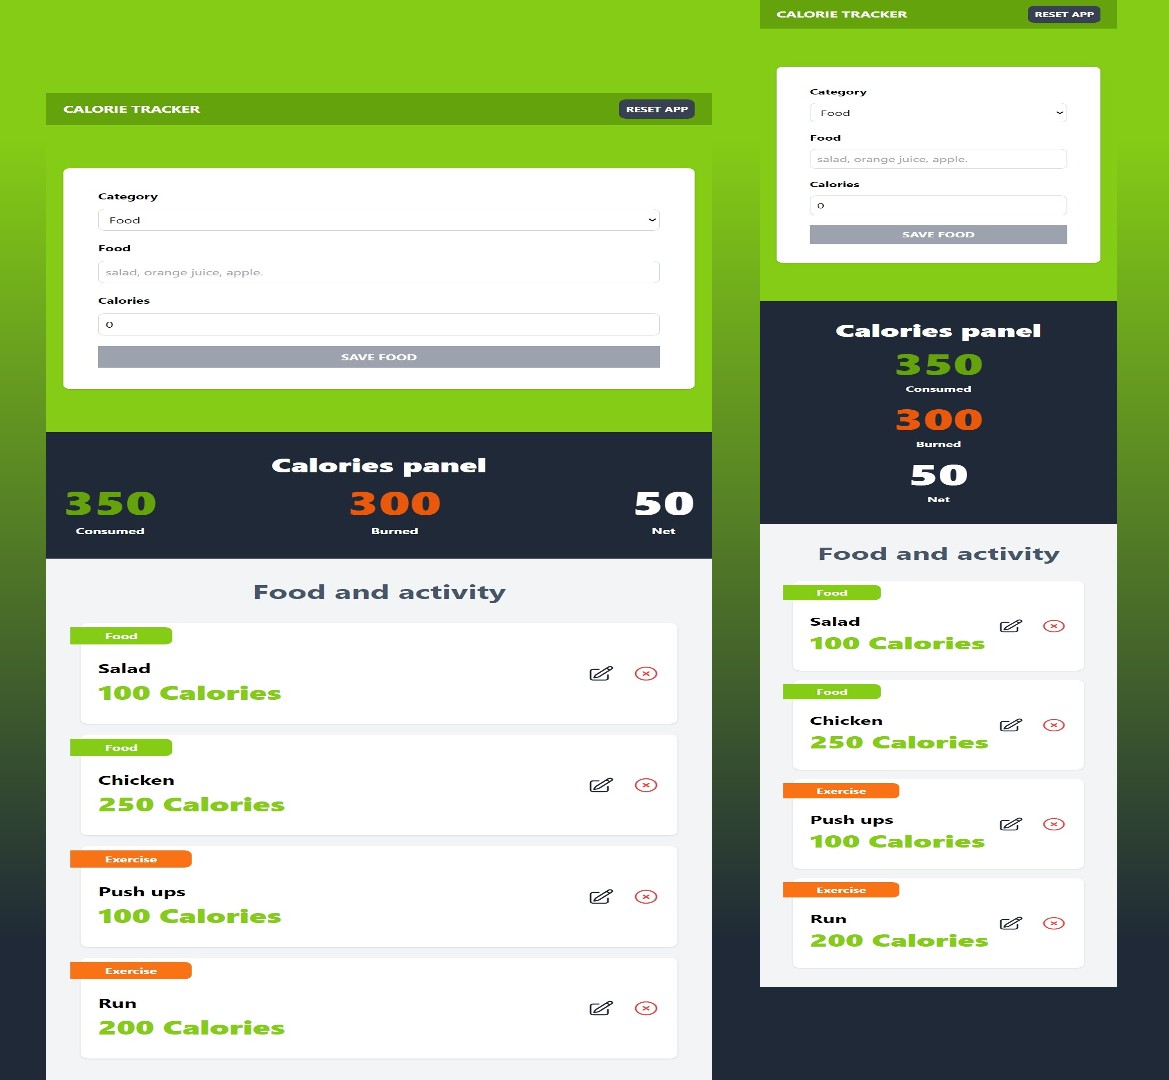 CALORIE TRACKER
RESET APP
Category
Food
Food
salad, orange juice, apple.
Calories
0
SAVE FOOD
Calories panel
350 300 50
Consumed Burned Net
Food and activity
Food
Salad
100 Calories
Food
Chicken
250 Calories
Exercise
Push ups
100 Calories
Exercise
Run
200 Calories
CALORIE TRACKER
RESET APP
Category
Food
Food
salad, orange juice, apple.
Calories
0
SAVE FOOD
Calories panel
350
Consumed
300
Burned
50
Net
Food and activity
Food
Salad
100 Calories
Food
Chicken
250 Calories
Exercise
Push ups
100 Calories
Exercise
Run
200 Calories